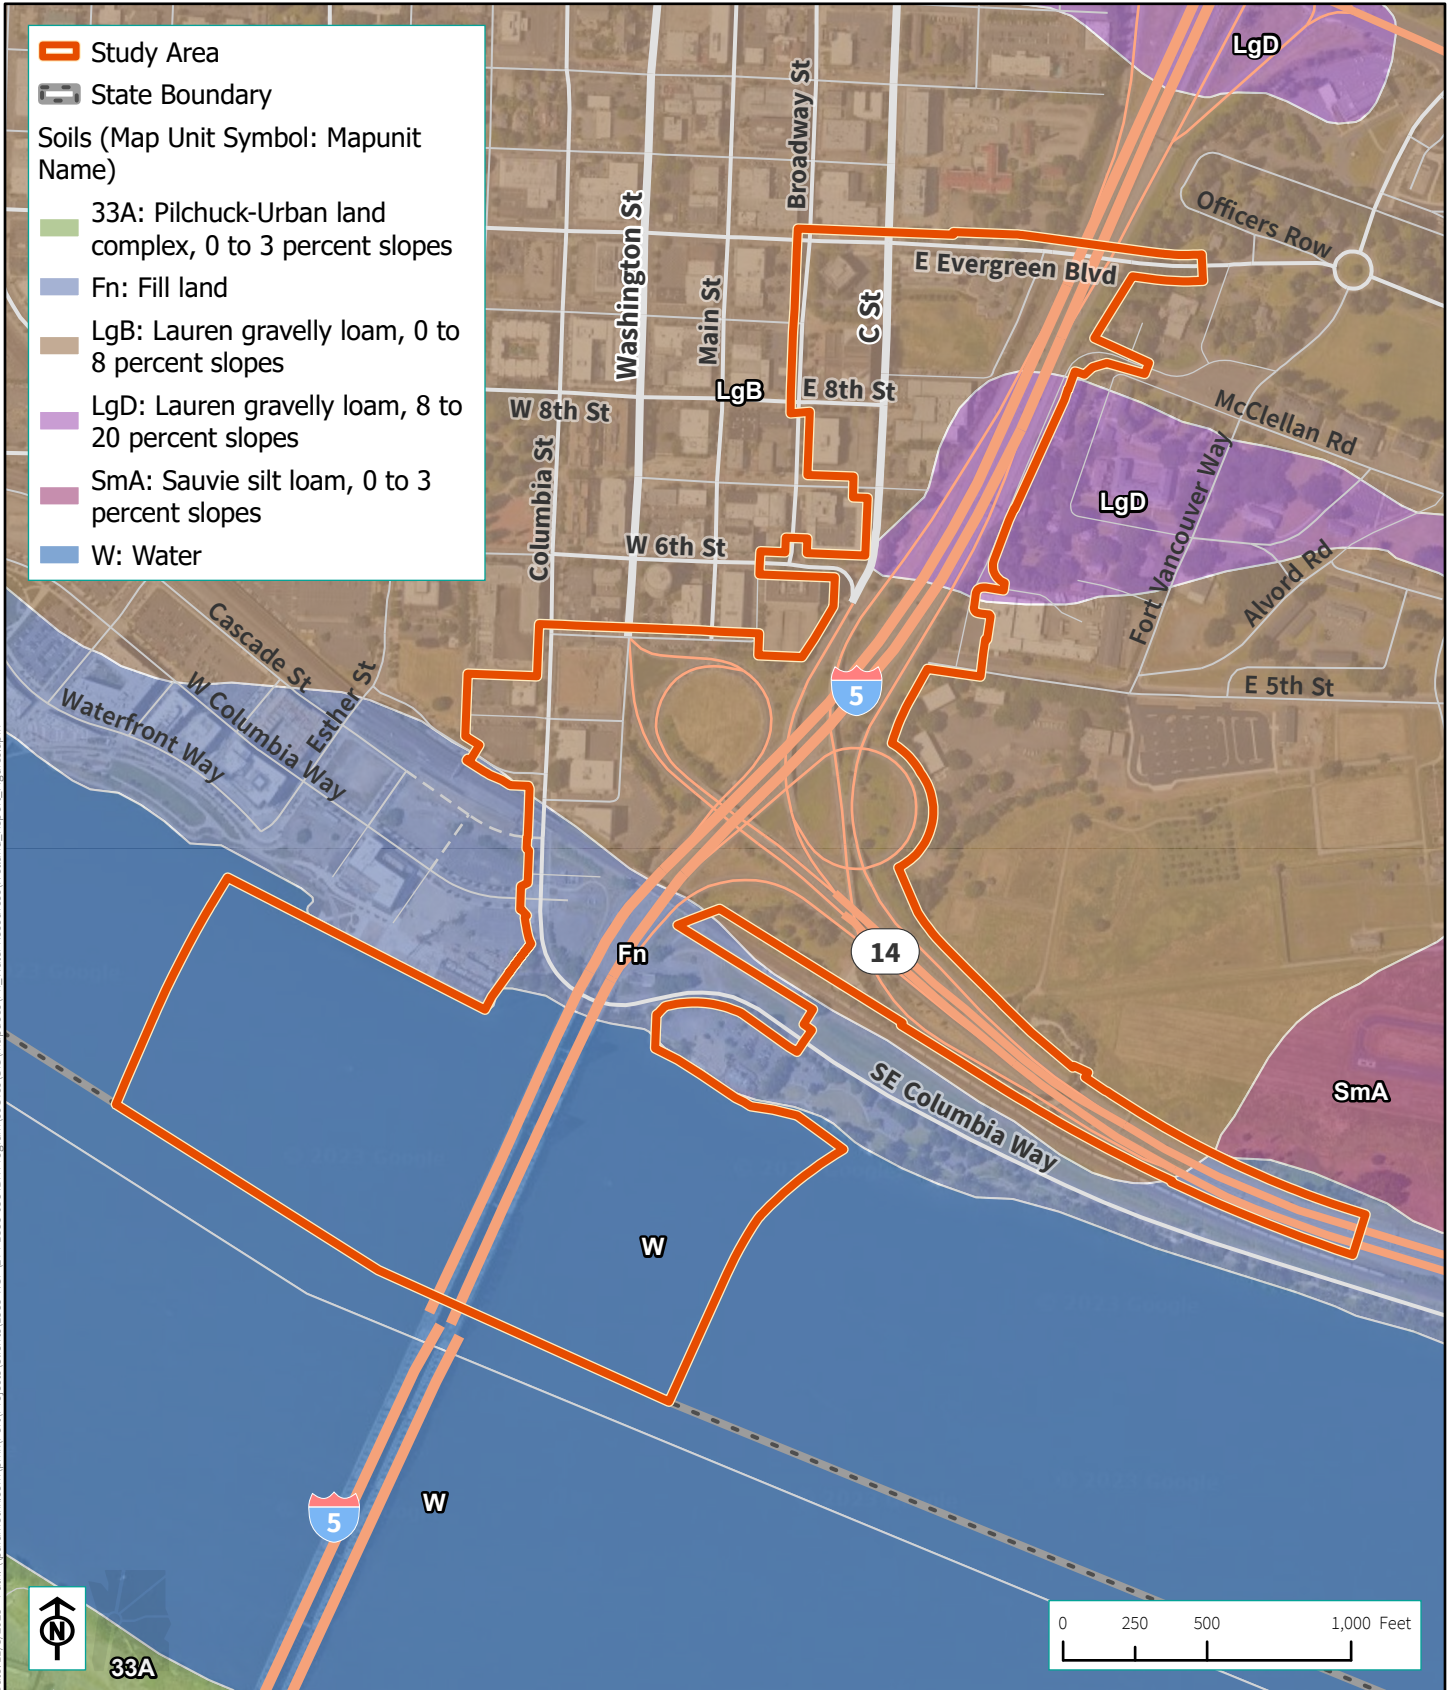 Study Area
State Boundary
Soils (Map Unit Symbol: Mapunit
Name)
33A: Pilchuck-Urban land
complex, 0 to 3 percent slopes
Fn: Fill land
LgB: Lauren gravelly loam, 0 to
8 percent slopes
LgD: Lauren gravelly loam, 8 to
20 percent slopes
SmA: Sauvie silt loam, 0 to 3
percent slopes
W: Water
LgD
Broadway St
Officers Row
Washington St
E Evergreen Blvd
Main St
C St
LgB
E 8th St
W 8th St
McClellan Rd
Columbia St
LgD
Fort Vancouver Way
W 6th St
Alvord Rd
Cascade St
Esther St
W Columbia Way
Waterfront Way
5
E 5th St
Fn
14
SE Columbia Way
SmA
W
W
5
N
33A
0 250 500 1,000 Feet